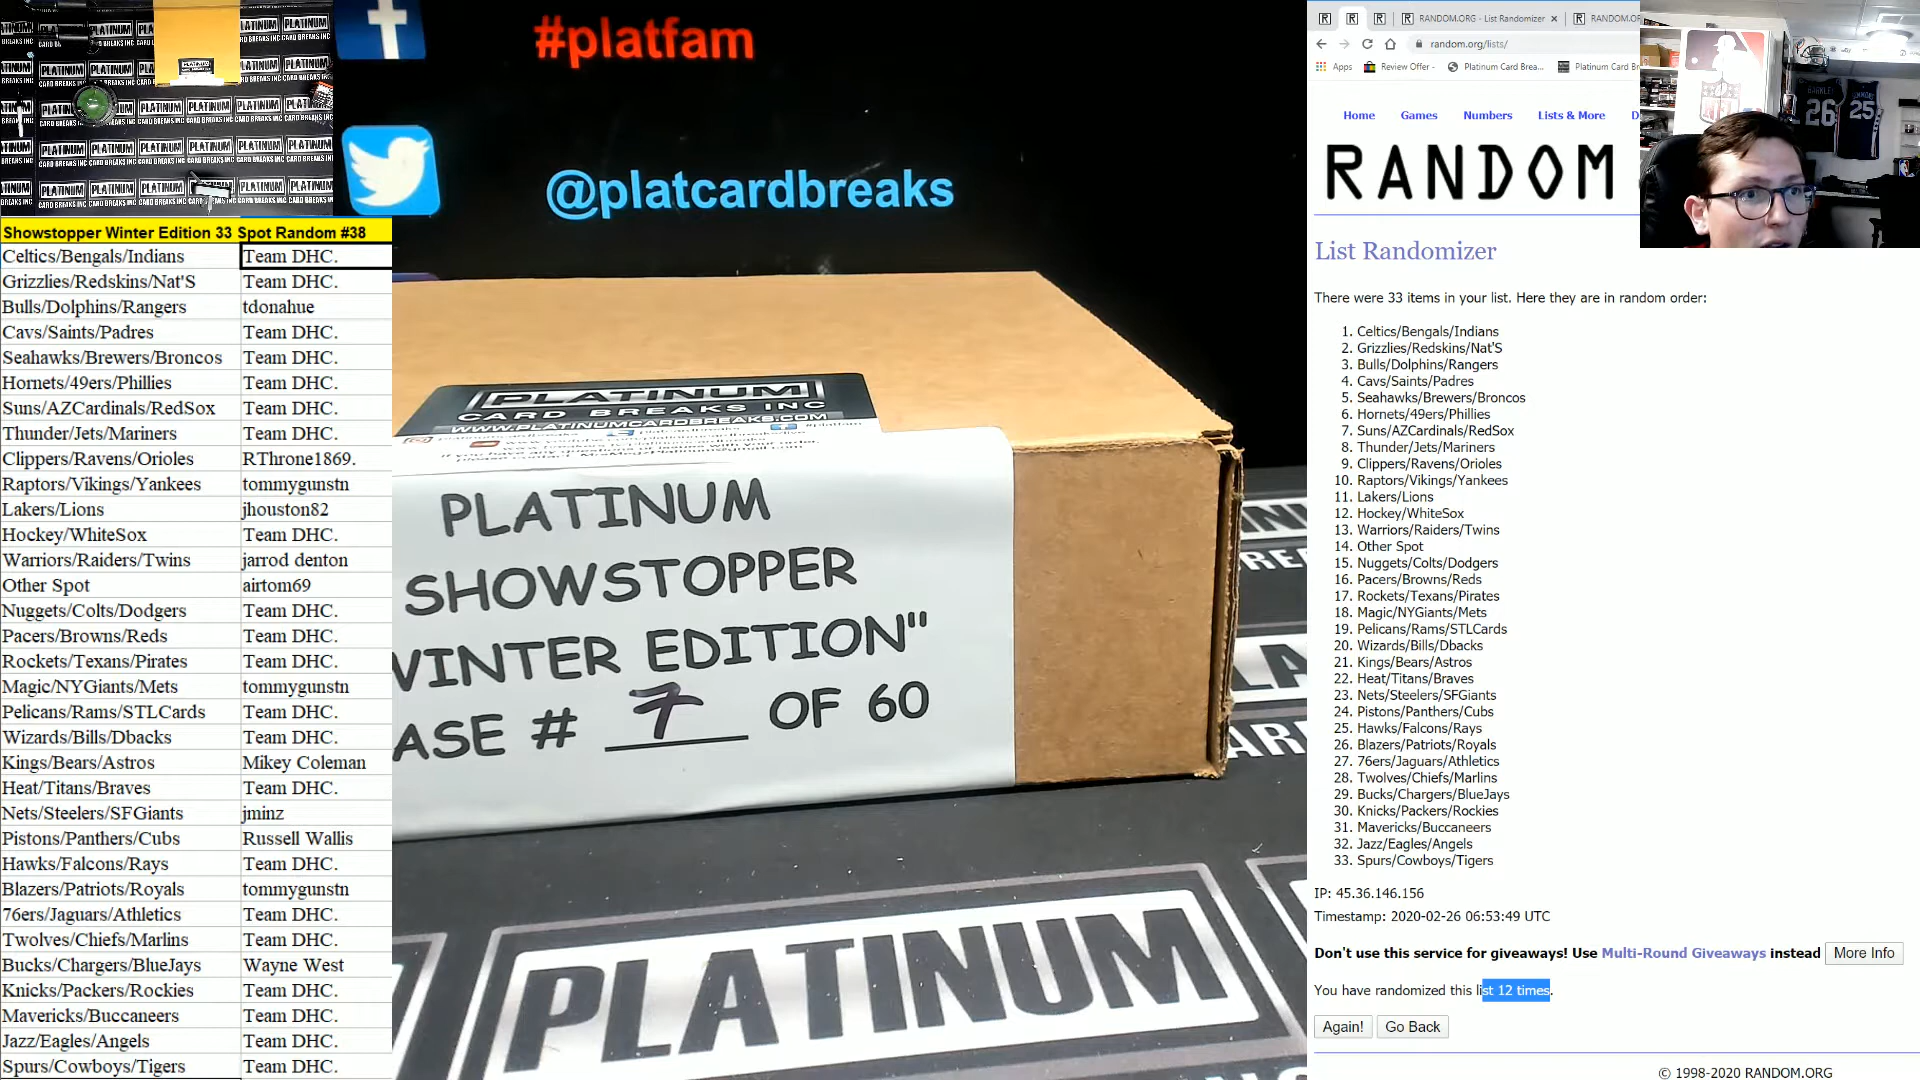 #platfam
@platcardbreaks
Showstopper Winter Edition 33 Spot Random #38
Celtics/Bengals/Indians Team DHC.
Grizzlies/Redskins/Nat'S Team DHC.
Bulls/Dolphins/Rangers tdonahue
Cavs/Saints/Padres Team DHC.
Seahawks/Brewers/Broncos Team DHC.
Hornets/49ers/Phillies Team DHC.
Suns/AZCardinals/RedSox Team DHC.
Thunder/Jets/Mariners Team DHC.
Clippers/Ravens/Orioles RThrone1869.
Raptors/Vikings/Yankees tommygunstn
Lakers/Lions jhouston82
Hockey/WhiteSox Team DHC.
Warriors/Raiders/Twins jarrod denton
Other Spot airtom69
Nuggets/Colts/Dodgers Team DHC.
Pacers/Browns/Reds Team DHC.
Rockets/Texans/Pirates Team DHC.
Magic/NYGiants/Mets tommygunstn
Pelicans/Rams/STLCards Team DHC.
Wizards/Bills/Dbacks Team DHC.
Kings/Bears/Astros Mikey Coleman
Heat/Titans/Braves Team DHC.
Nets/Steelers/SFGiants jminz
Pistons/Panthers/Cubs Russell Wallis
Hawks/Falcons/Rays Team DHC.
Blazers/Patriots/Royals tommygunstn
76ers/Jaguars/Athletics Team DHC.
Twolves/Chiefs/Marlins Team DHC.
Bucks/Chargers/BlueJays Wayne West
Knicks/Packers/Rockies Team DHC.
Mavericks/Buccaneers Team DHC.
Jazz/Eagles/Angels Team DHC.
Spurs/Cowboys/Tigers Team DHC.
PLATINUM
CARD BREAKS INC
WWW.PLATINUMCARDBREAKS.COM
PLATINUM
SHOWSTOPPER
WINTER EDITION"
ASE # 7 OF 60
PLATINUM
RANDOM.ORG - List Randomizer
random.org/lists/
Apps Review Offer - Platinum Card Brea... Platinum Card Br
Home Games Numbers Lists & More D
RANDOM
List Randomizer
There were 33 items in your list. Here they are in random order:
1. Celtics/Bengals/Indians
2. Grizzlies/Redskins/Nat'S
3. Bulls/Dolphins/Rangers
4. Cavs/Saints/Padres
5. Seahawks/Brewers/Broncos
6. Hornets/49ers/Phillies
7. Suns/AZCardinals/RedSox
8. Thunder/Jets/Mariners
9. Clippers/Ravens/Orioles
10. Raptors/Vikings/Yankees
11. Lakers/Lions
12. Hockey/WhiteSox
13. Warriors/Raiders/Twins
14. Other Spot
15. Nuggets/Colts/Dodgers
16. Pacers/Browns/Reds
17. Rockets/Texans/Pirates
18. Magic/NYGiants/Mets
19. Pelicans/Rams/STLCards
20. Wizards/Bills/Dbacks
21. Kings/Bears/Astros
22. Heat/Titans/Braves
23. Nets/Steelers/SFGiants
24. Pistons/Panthers/Cubs
25. Hawks/Falcons/Rays
26. Blazers/Patriots/Royals
27. 76ers/Jaguars/Athletics
28. Twolves/Chiefs/Marlins
29. Bucks/Chargers/BlueJays
30. Knicks/Packers/Rockies
31. Mavericks/Buccaneers
32. Jazz/Eagles/Angels
33. Spurs/Cowboys/Tigers
IP: 45.36.146.156
Timestamp: 2020-02-26 06:53:49 UTC
Don't use this service for giveaways! Use Multi-Round Giveaways instead More Info
You have randomized this list 12 times.
Again! Go Back
© 1998-2020 RANDOM.ORG
26
25